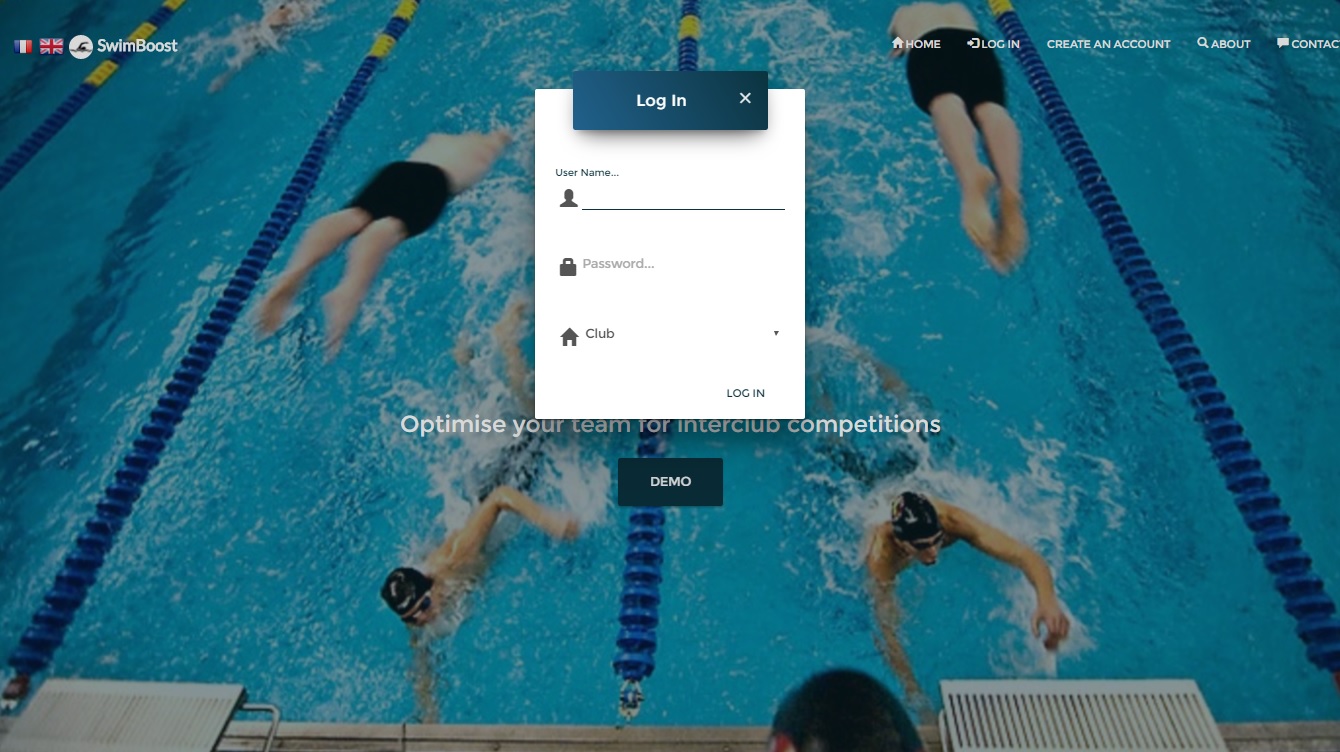 SwimBoost
HOME
LOG IN
CREATE AN ACCOUNT
ABOUT
CONTAC
Log In
×
User Name...
Password...
Club
LOG IN
Optimise your team for interclub competitions
DEMO